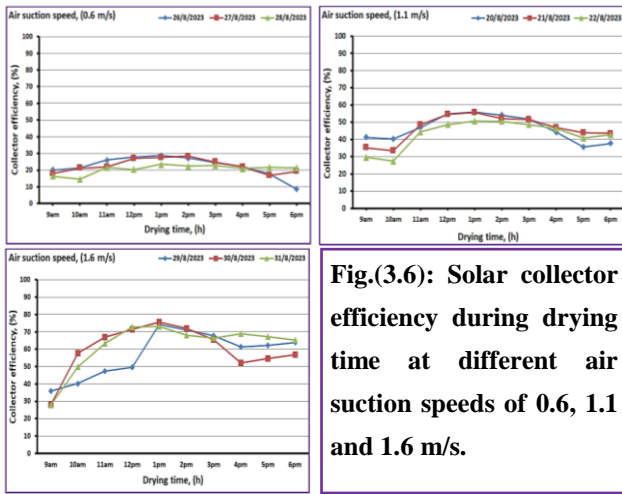 Air suction speed, (0.6 m/s) 26/8/2023 27/8/2023 28/8/2023
Collector efficiency, (%)
100
90
80
70
60
50
40
30
20
10
0
9am 10am 11am 12pm 1pm 2pm 3pm 4pm 5pm 6pm
Drying time, (h)
Air suction speed, (1.1 m/s) 20/8/2023 21/8/2023 22/8/2023
Collector efficiency, (%)
100
90
80
70
60
50
40
30
20
10
0
9am 10am 11am 12pm 1pm 2pm 3pm 4pm 5pm 6pm
Drying time, (h)
Air suction speed, (1.6 m/s) 29/8/2023 30/8/2023 31/8/2023
Collector efficiency, (%)
100
90
80
70
60
50
40
30
20
10
0
9am 10am 11am 12pm 1pm 2pm 3pm 4pm 5pm 6pm
Drying time, (h)
Fig.(3.6): Solar collector
efficiency during drying
time at different air
suction speeds of 0.6, 1.1
and 1.6 m/s.